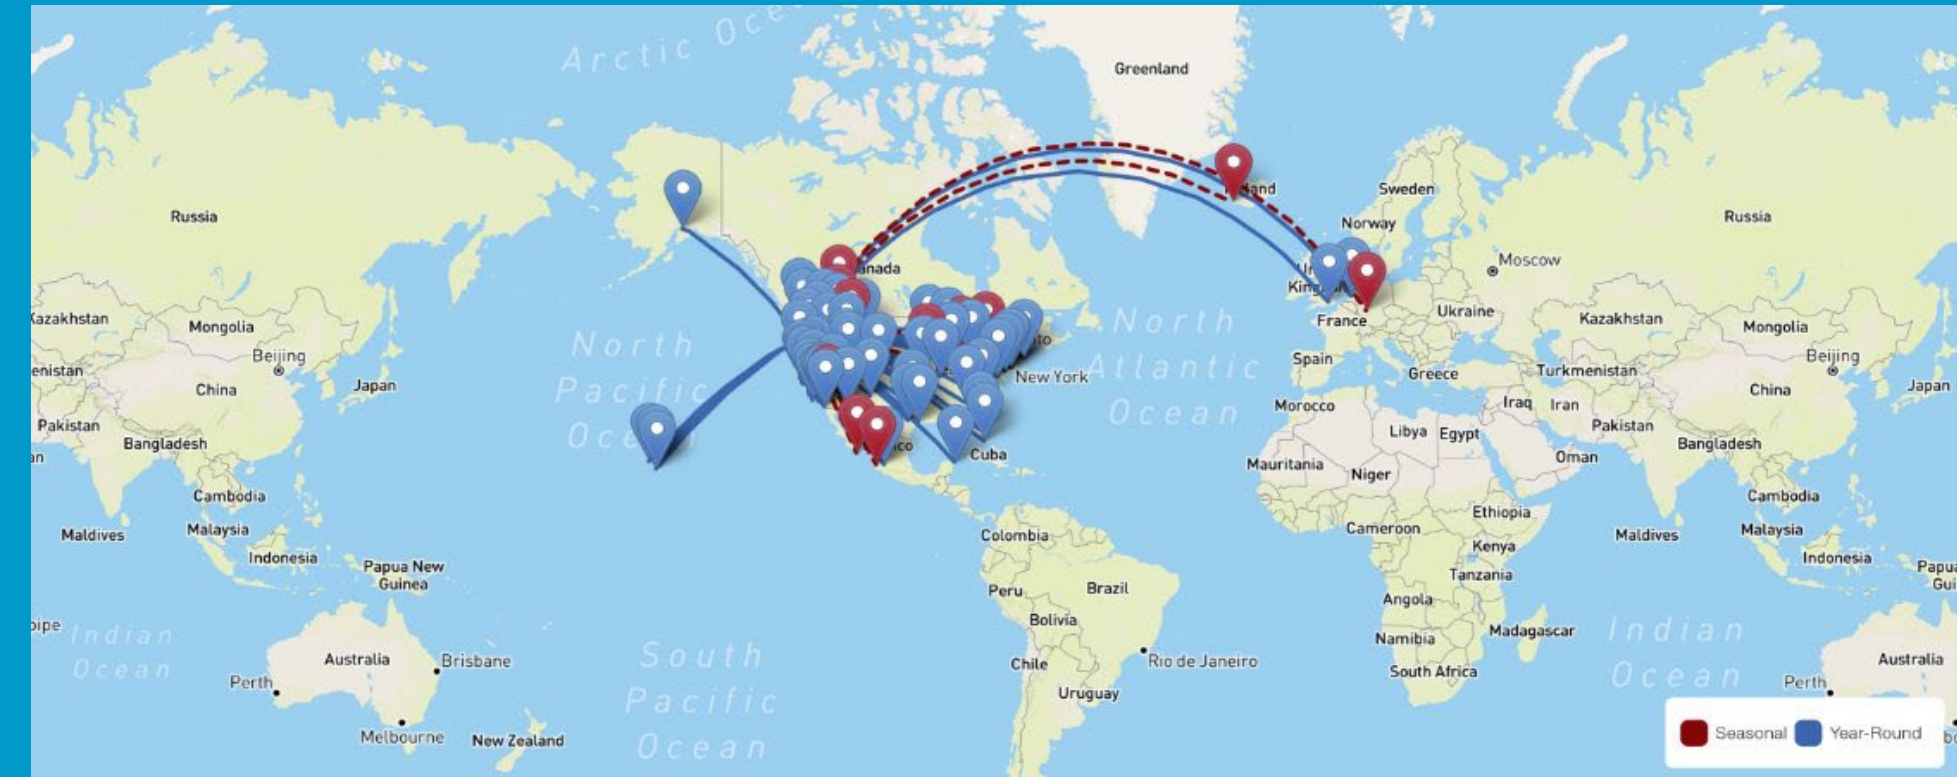 Arctic
Greenland
Russia
Sweden
Norway
Moscow
Russia
Kazakhstan
Mongolia
Beijing
Japan
China
Pakistan
Bangladesh
Cambodia
Maldives
Malaysia
Indonesia
Papua New
Guinea
Indian
Ocean
Australia
Brisbane
Perth
Melbourne
New Zealand
North
Pacific
South
Pacific
Ocean
New York
Cuba
Colombia
Peru
Brazil
Bolivia
Chile
Rio de Janeiro
Uruguay
North
Atlantic
Ocean
France
Ukraine
Spain
Greece
Morocco
Iraq
Iran
Libya
Egypt
Oman
Mauritania
Niger
Ethiopia
Cameroon
Kenya
Tanzania
Angola
Namibia
Madagascar
South Africa
Kazakhstan
Mongolia
Turkmenistan
Beijing
China
Japan
Pakistan
Bangladesh
Cambodia
Maldives
Malaysia
Indonesia
Indian
Ocean
Australia
Perth
Seasonal
Year-Round